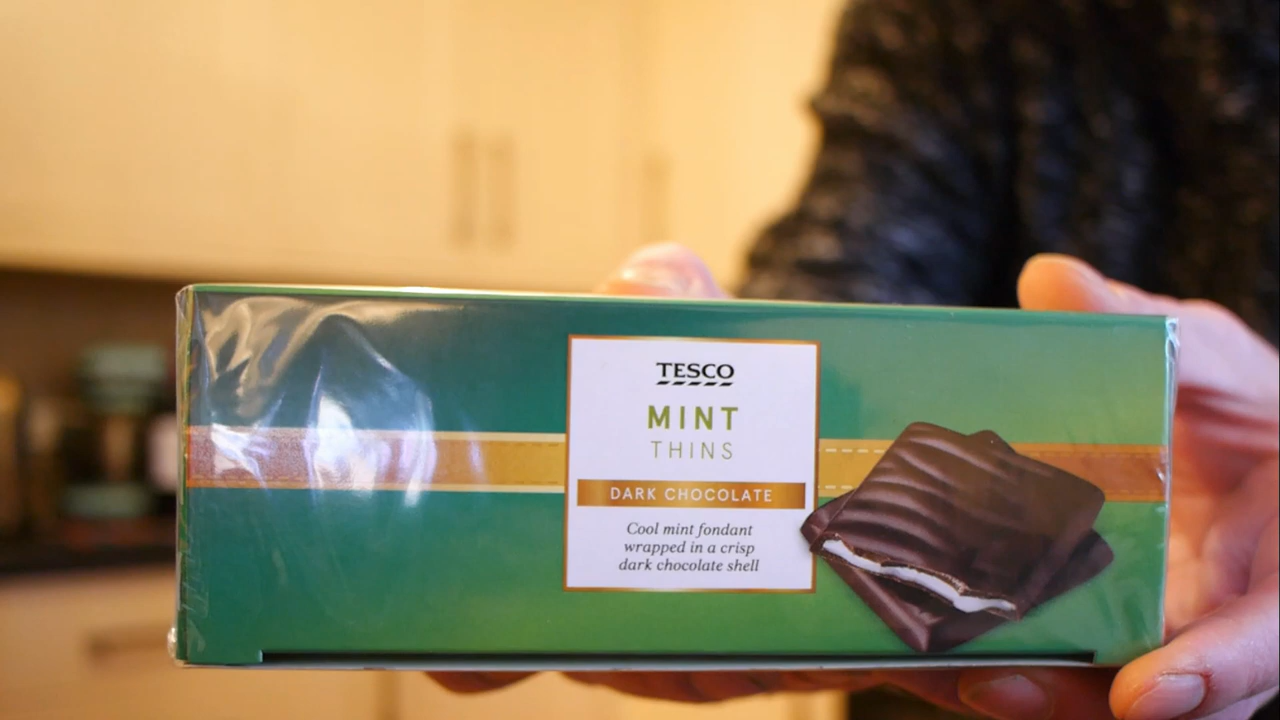 TESCO
MINT
THINS
DARK CHOCOLATE
Cool mint fondant
wrapped in a crisp
dark chocolate shell